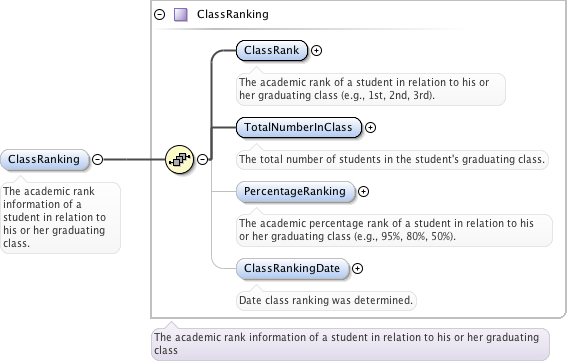 ClassRanking
ClassRank
The academic rank of a student in relation to his or
her graduating class (e.g., 1st, 2nd, 3rd).
TotalNumberInClass
The total number of students in the student's graduating class.
ClassRanking
The academic rank
information of a
student in relation to
his or her graduating
class.
PercentageRanking
The academic percentage rank of a student in relation to his
or her graduating class (e.g., 95%, 80%, 50%).
ClassRankingDate
Date class ranking was determined.
The academic rank information of a student in relation to his or her graduating
class